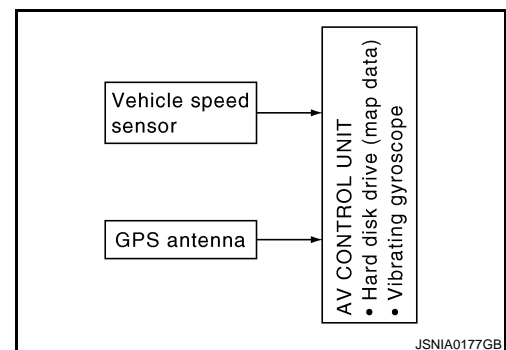 Vehicle speed
sensor
GPS antenna
AV CONTROL UNIT
• Hard disk drive (map data)
• Vibrating gyroscope
JSNIA0177GB